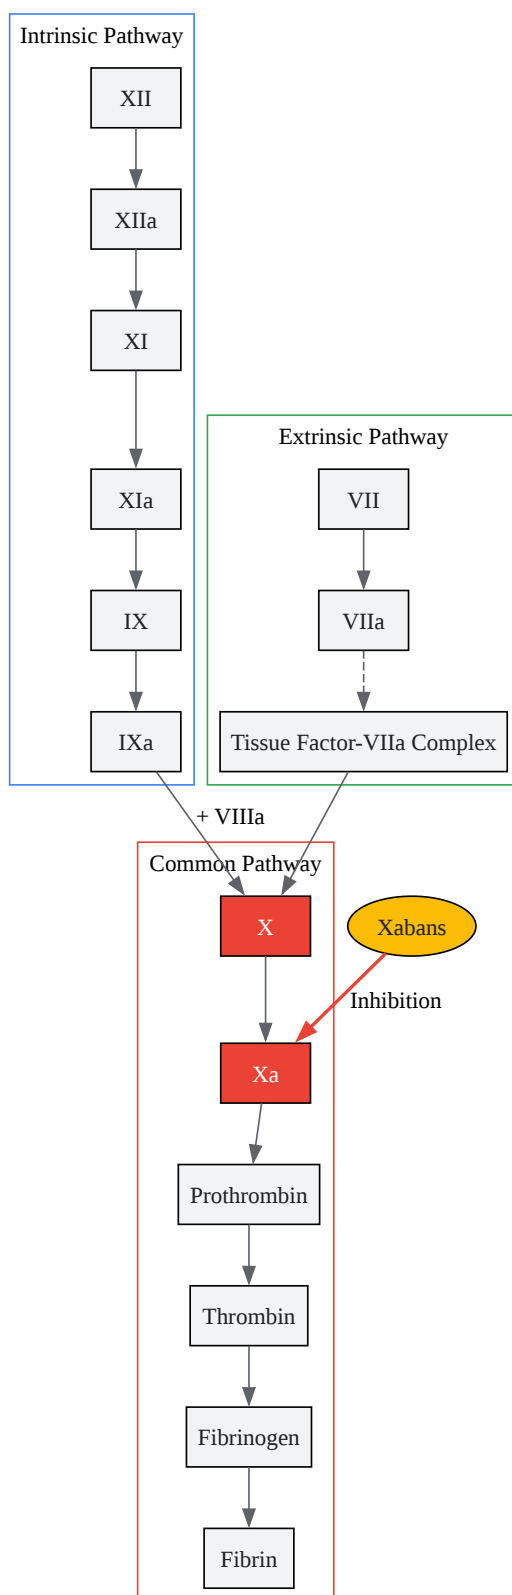 Intrinsic Pathway
XII
XIIa
XI
XIa
IX
IXa
Extrinsic Pathway
VII
VIIa
Tissue Factor-VIIa Complex
+ VIIIa
Common Pathway
X
Xabans
Inhibition
Xa
Prothrombin
Thrombin
Fibrinogen
Fibrin